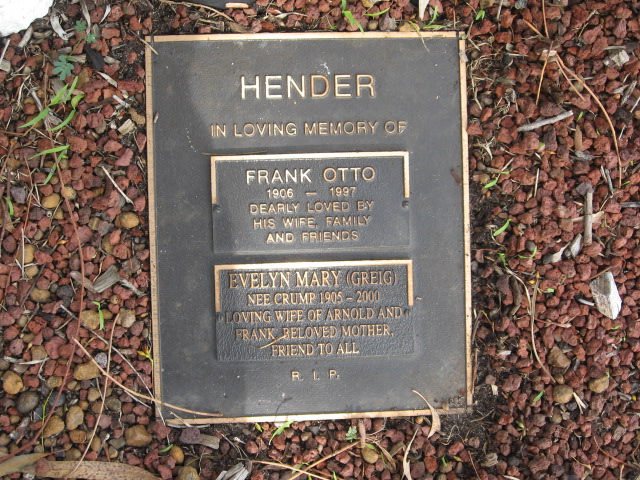 HENDER
IN LOVING MEMORY OF
FRANK OTTO
1906 — 1997
DEARLY LOVED BY
HIS WIFE, FAMILY
AND FRIENDS
EVELYN MARY (GREIG)
NEE CRUMP 1905 - 2000
LOVING WIFE OF ARNOLD AND
FRANK, BELOVED MOTHER,
FRIEND TO ALL
R. I. P.